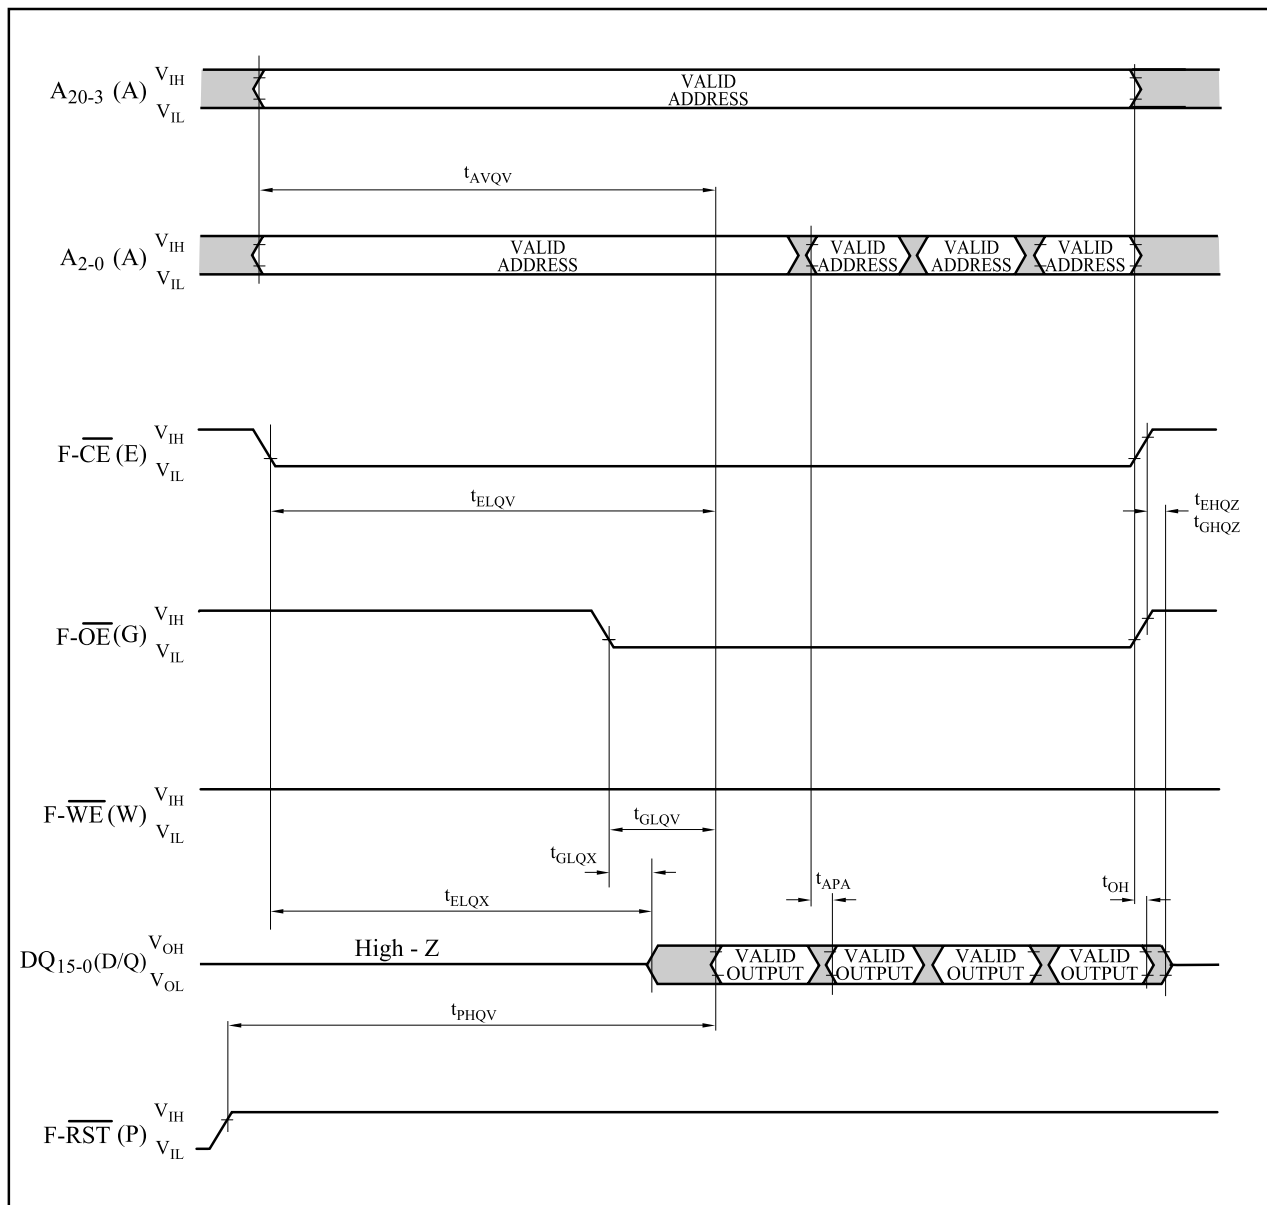 A20-3 (A) VIH VIL
VALID
ADDRESS
tAVQV
A2-0 (A) VIH VIL
VALID
ADDRESS
VALID
ADDRESS
VALID
ADDRESS
VALID
ADDRESS
F-CE (E) VIH VIL
tELQV
tEHQZ
tGHQZ
F-OE (G) VIH VIL
F-WE (W) VIH VIL
tGLQV
tGLQX
tELQX
tAPA
tOH
DQ15-0 (D/Q) VOH VOL
High - Z
VALID
OUTPUT
VALID
OUTPUT
VALID
OUTPUT
VALID
OUTPUT
tPHQV
F-RST (P) VIH VIL